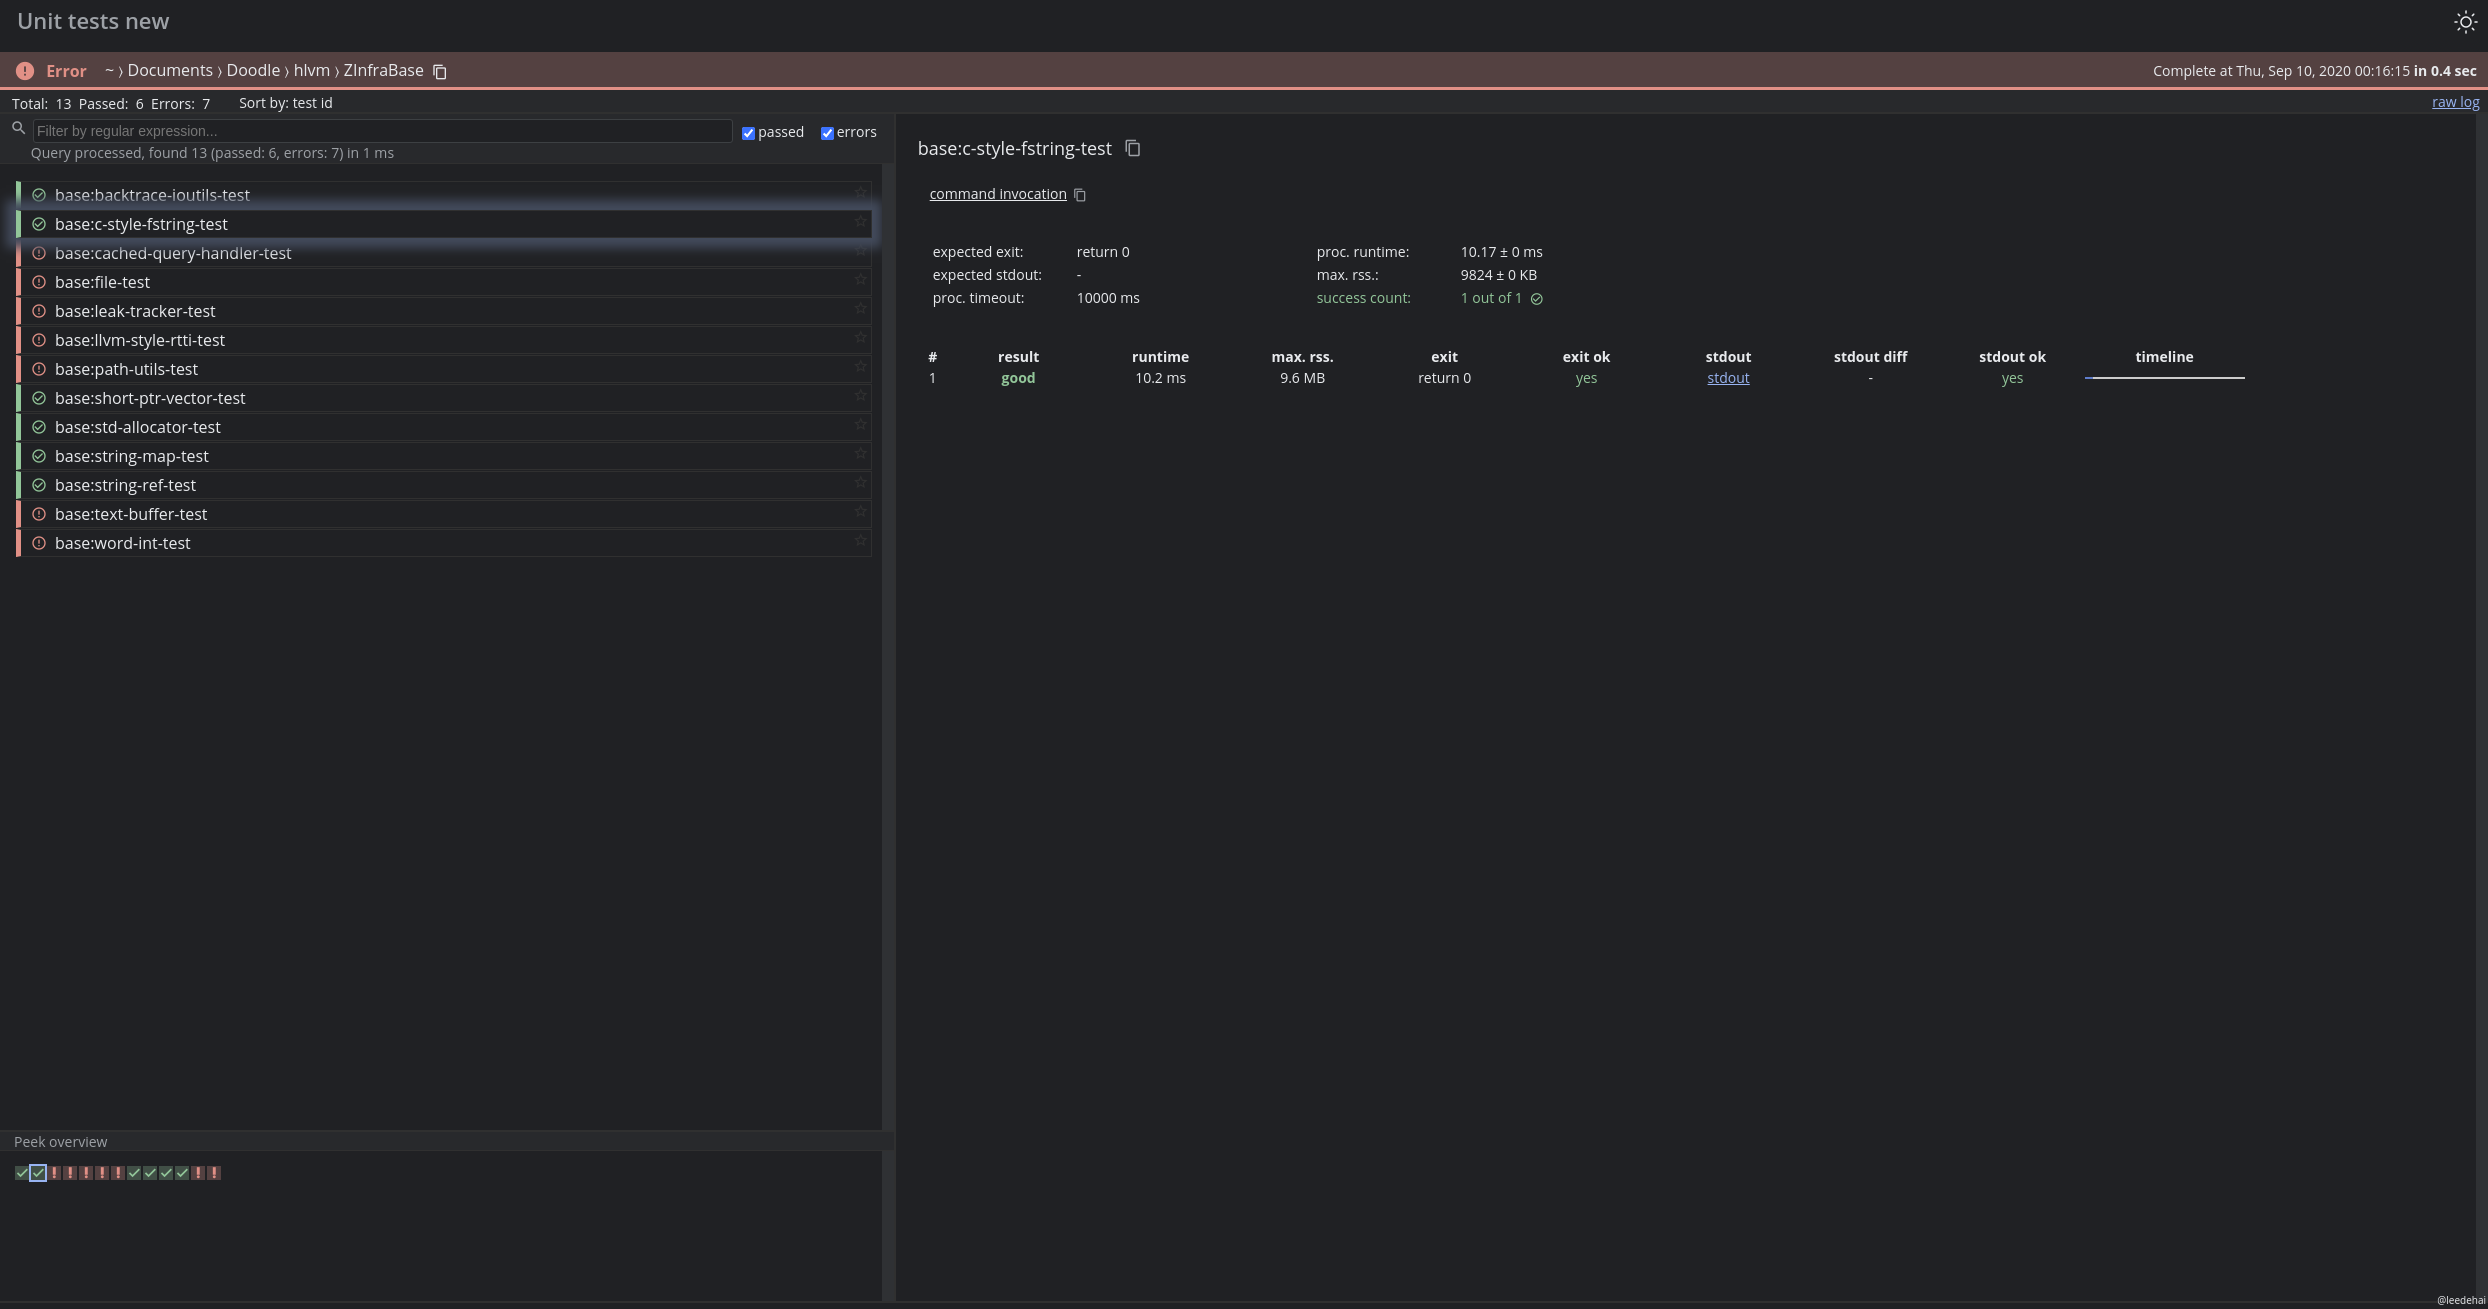 Unit tests new
Error ~ › Documents › Doodle › hlvm › ZInfraBase
Complete at Thu, Sep 10, 2020 00:16:15 in 0.4 sec
Total: 13 Passed: 6 Errors: 7 Sort by: test id
raw log
Filter by regular expression... passed errors
Query processed, found 13 (passed: 6, errors: 7) in 1 ms
base:backtrace-ioutils-test
base:c-style-fstring-test
base:cached-query-handler-test
base:file-test
base:leak-tracker-test
base:llvm-style-rtti-test
base:path-utils-test
base:short-ptr-vector-test
base:std-allocator-test
base:string-map-test
base:string-ref-test
base:text-buffer-test
base:word-int-test
Peek overview
base:c-style-fstring-test
command invocation
expected exit: return 0 proc. runtime: 10.17 ± 0 ms
expected stdout: - max. rss.: 9824 ± 0 KB
proc. timeout: 10000 ms success count: 1 out of 1
# result runtime max. rss. exit exit ok stdout stdout diff stdout ok timeline
1 good 10.2 ms 9.6 MB return 0 yes stdout - yes
@leedehai